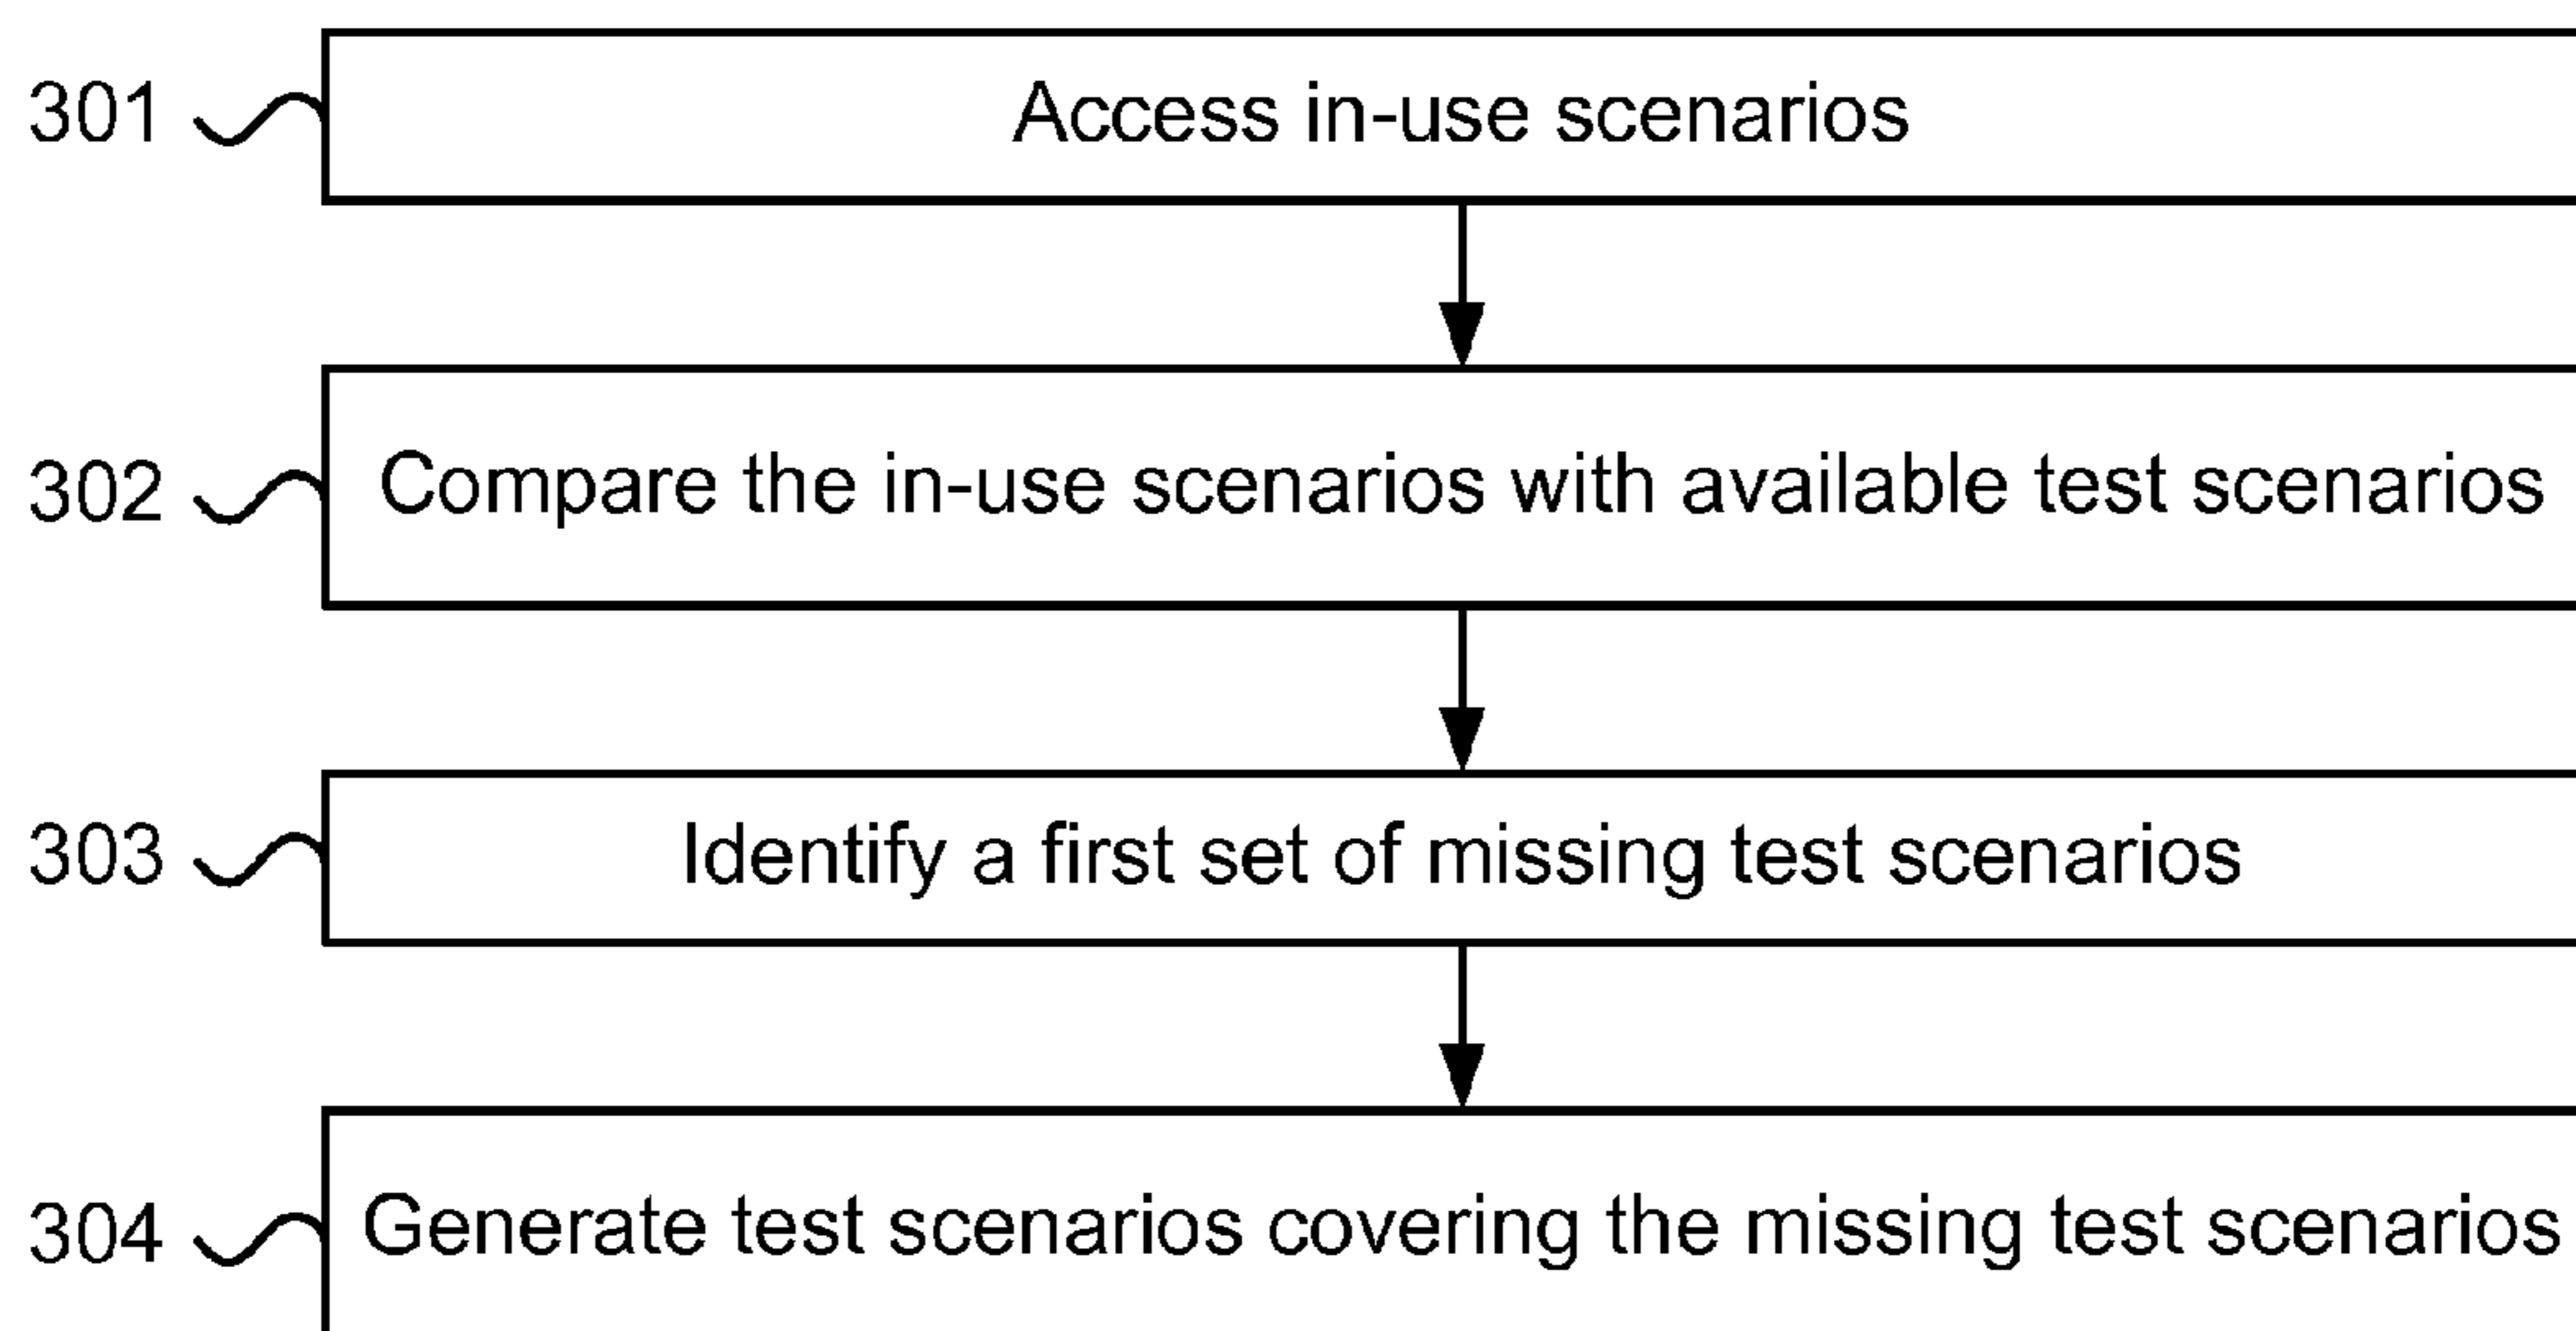 301 Access in-use scenarios
302 Compare the in-use scenarios with available test scenarios
303 Identify a first set of missing test scenarios
304 Generate test scenarios covering the missing test scenarios